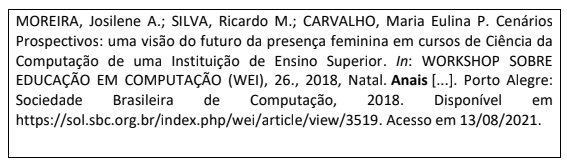 MOREIRA, Josilene A.; SILVA, Ricardo M.; CARVALHO, Maria Eulina P. Cenários
Prospectivos: uma visão do futuro da presença feminina em cursos de Ciência da
Computação de uma Instituição de Ensino Superior. In: WORKSHOP SOBRE
EDUCAÇÃO EM COMPUTAÇÃO (WEI), 26., 2018, Natal. Anais [...]. Porto Alegre:
Sociedade Brasileira de Computação, 2018. Disponível em
https://sol.sbc.org.br/index.php/wei/article/view/3519. Acesso em 13/08/2021.